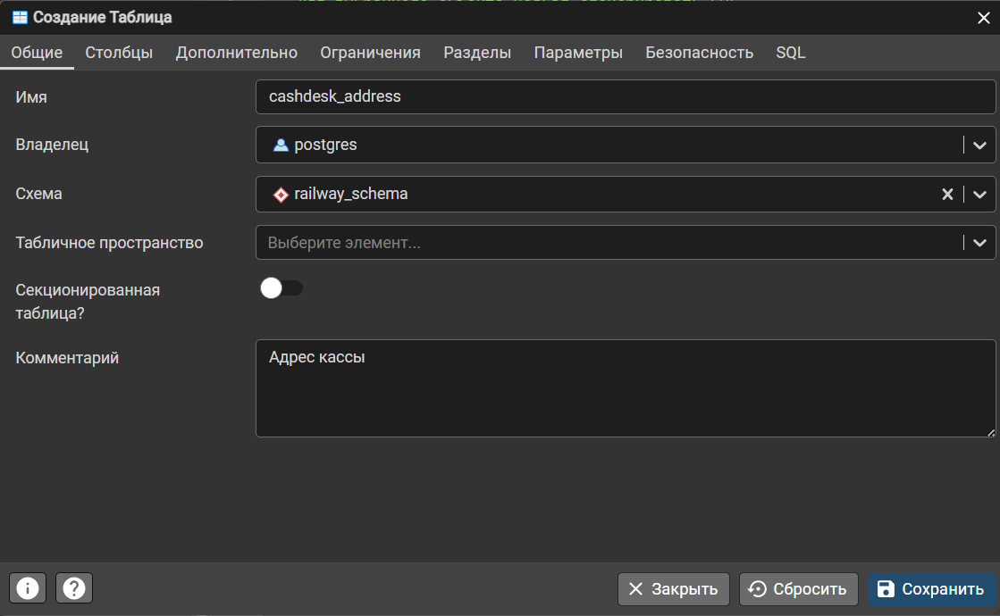 Создание Таблица
Общие Столбцы Дополнительно Ограничения Разделы Параметры Безопасность SQL
Имя cashdesk_address
Владелец postgres
Схема railway_schema
Табличное пространство Выберите элемент...
Секционированная
таблица?
Комментарий Адрес кассы
Закрыть Сбросить Сохранить